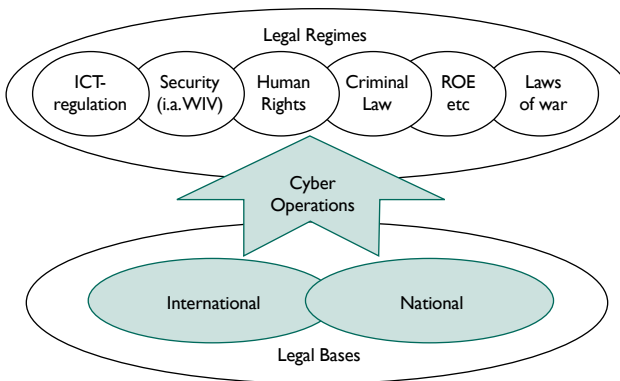 Legal Regimes
ICT-
regulation
Security
(i.a. WIV)
Human
Rights
Criminal
Law
ROE
etc
Laws
of war
Cyber
Operations
International
National
Legal Bases